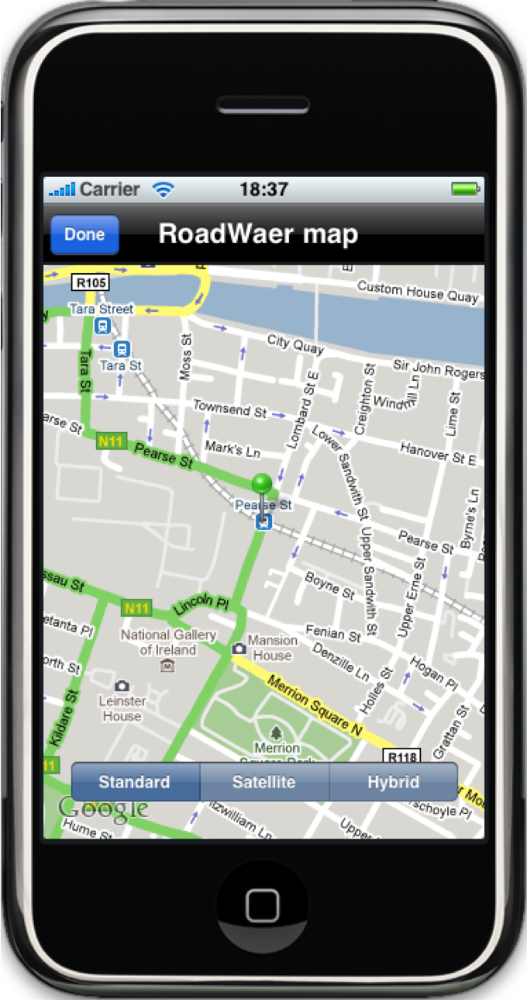 Carrier 18:37
Done RoadWaer map
R105
Custom House Quay
Tara Street
City Quay
Moss St
Tara St
Tara St
Sir John Rogers
Lombard St E
Creighton St
Windmill Ln
Lime St
Townsend St
arse St
N11
Pearse St
Mark's Ln
Lower Sandwith St
Hanover St E
Pearse St
Byrne's Ln
Pearse St
Upper Sandwith St
Upper Erne St
ssau St
N11
Lincoln Pl
Boyne St
etanta Pl
National Gallery
of Ireland
Mansion
House
Fenian St
Denzille Ln
Hogan Pl
orth St
Leinster
House
Kildare St
Merrion Square N
Holles St
Grattan St
Merrion
R118
11
Standard Satellite Hybrid
Google
Hume St
tzwilliam Ln
Upper
rschoyle Pl